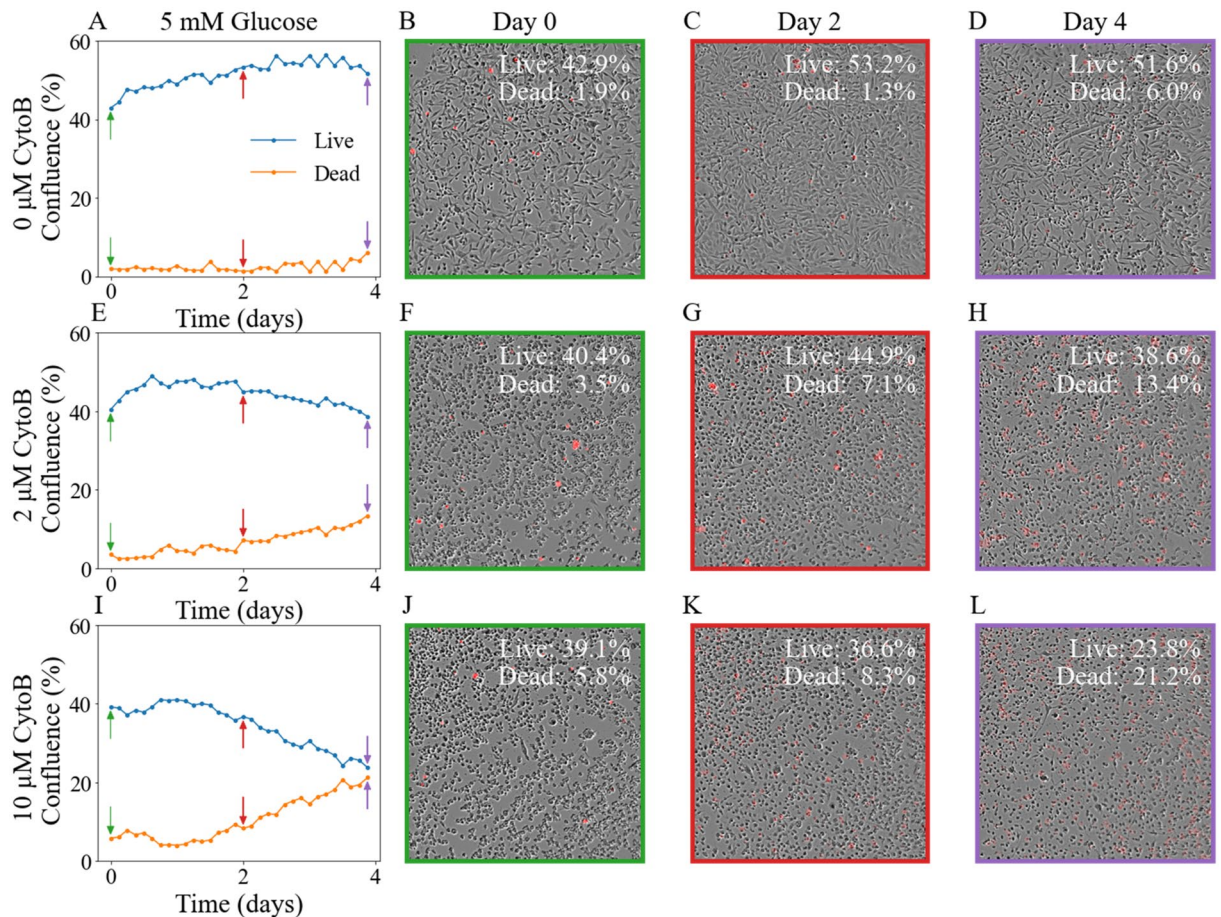 A 5 mM Glucose B Day 0 C Day 2 D Day 4
0 µM CytoB
Confluence (%)
60
40
20
0
Live
Dead
0 2 4
Time (days)
Live: 42.9%
Dead: 1.9%
Live: 53.2%
Dead: 1.3%
Live: 51.6%
Dead: 6.0%
E F G H
2 µM CytoB
Confluence (%)
60
40
20
0
0 2 4
Time (days)
Live: 40.4%
Dead: 3.5%
Live: 44.9%
Dead: 7.1%
Live: 38.6%
Dead: 13.4%
I J K L
10 µM CytoB
Confluence (%)
60
40
20
0
0 2 4
Time (days)
Live: 39.1%
Dead: 5.8%
Live: 36.6%
Dead: 8.3%
Live: 23.8%
Dead: 21.2%